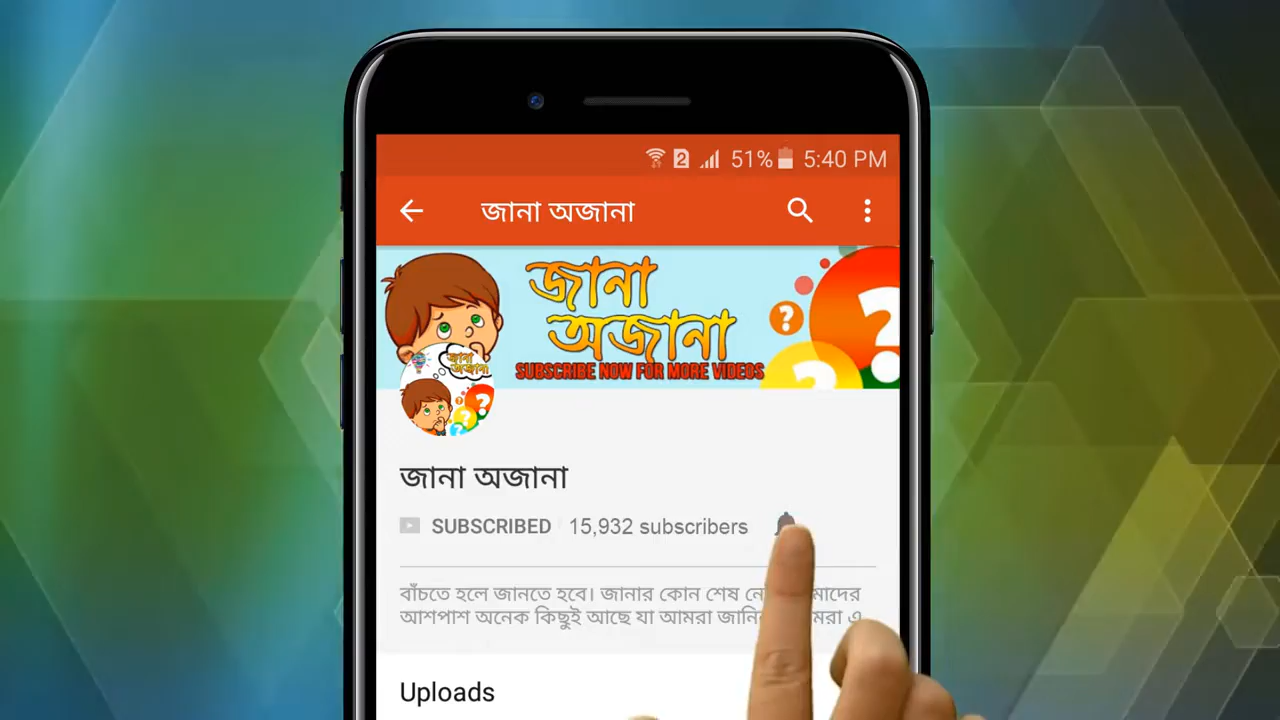 2 51% 5:40 PM
জানা অজানা
জানা
অজানা
SUBSCRIBE NOW FOR MORE VIDEOS
জানা
অজানা
জানা অজানা
SUBSCRIBED 15,932 subscribers
বাঁচতে হলে জানতে হবে। জানার কোন শেষ
আশপাশ অনেক কিছুই আছে যা আমরা এ
Uploads